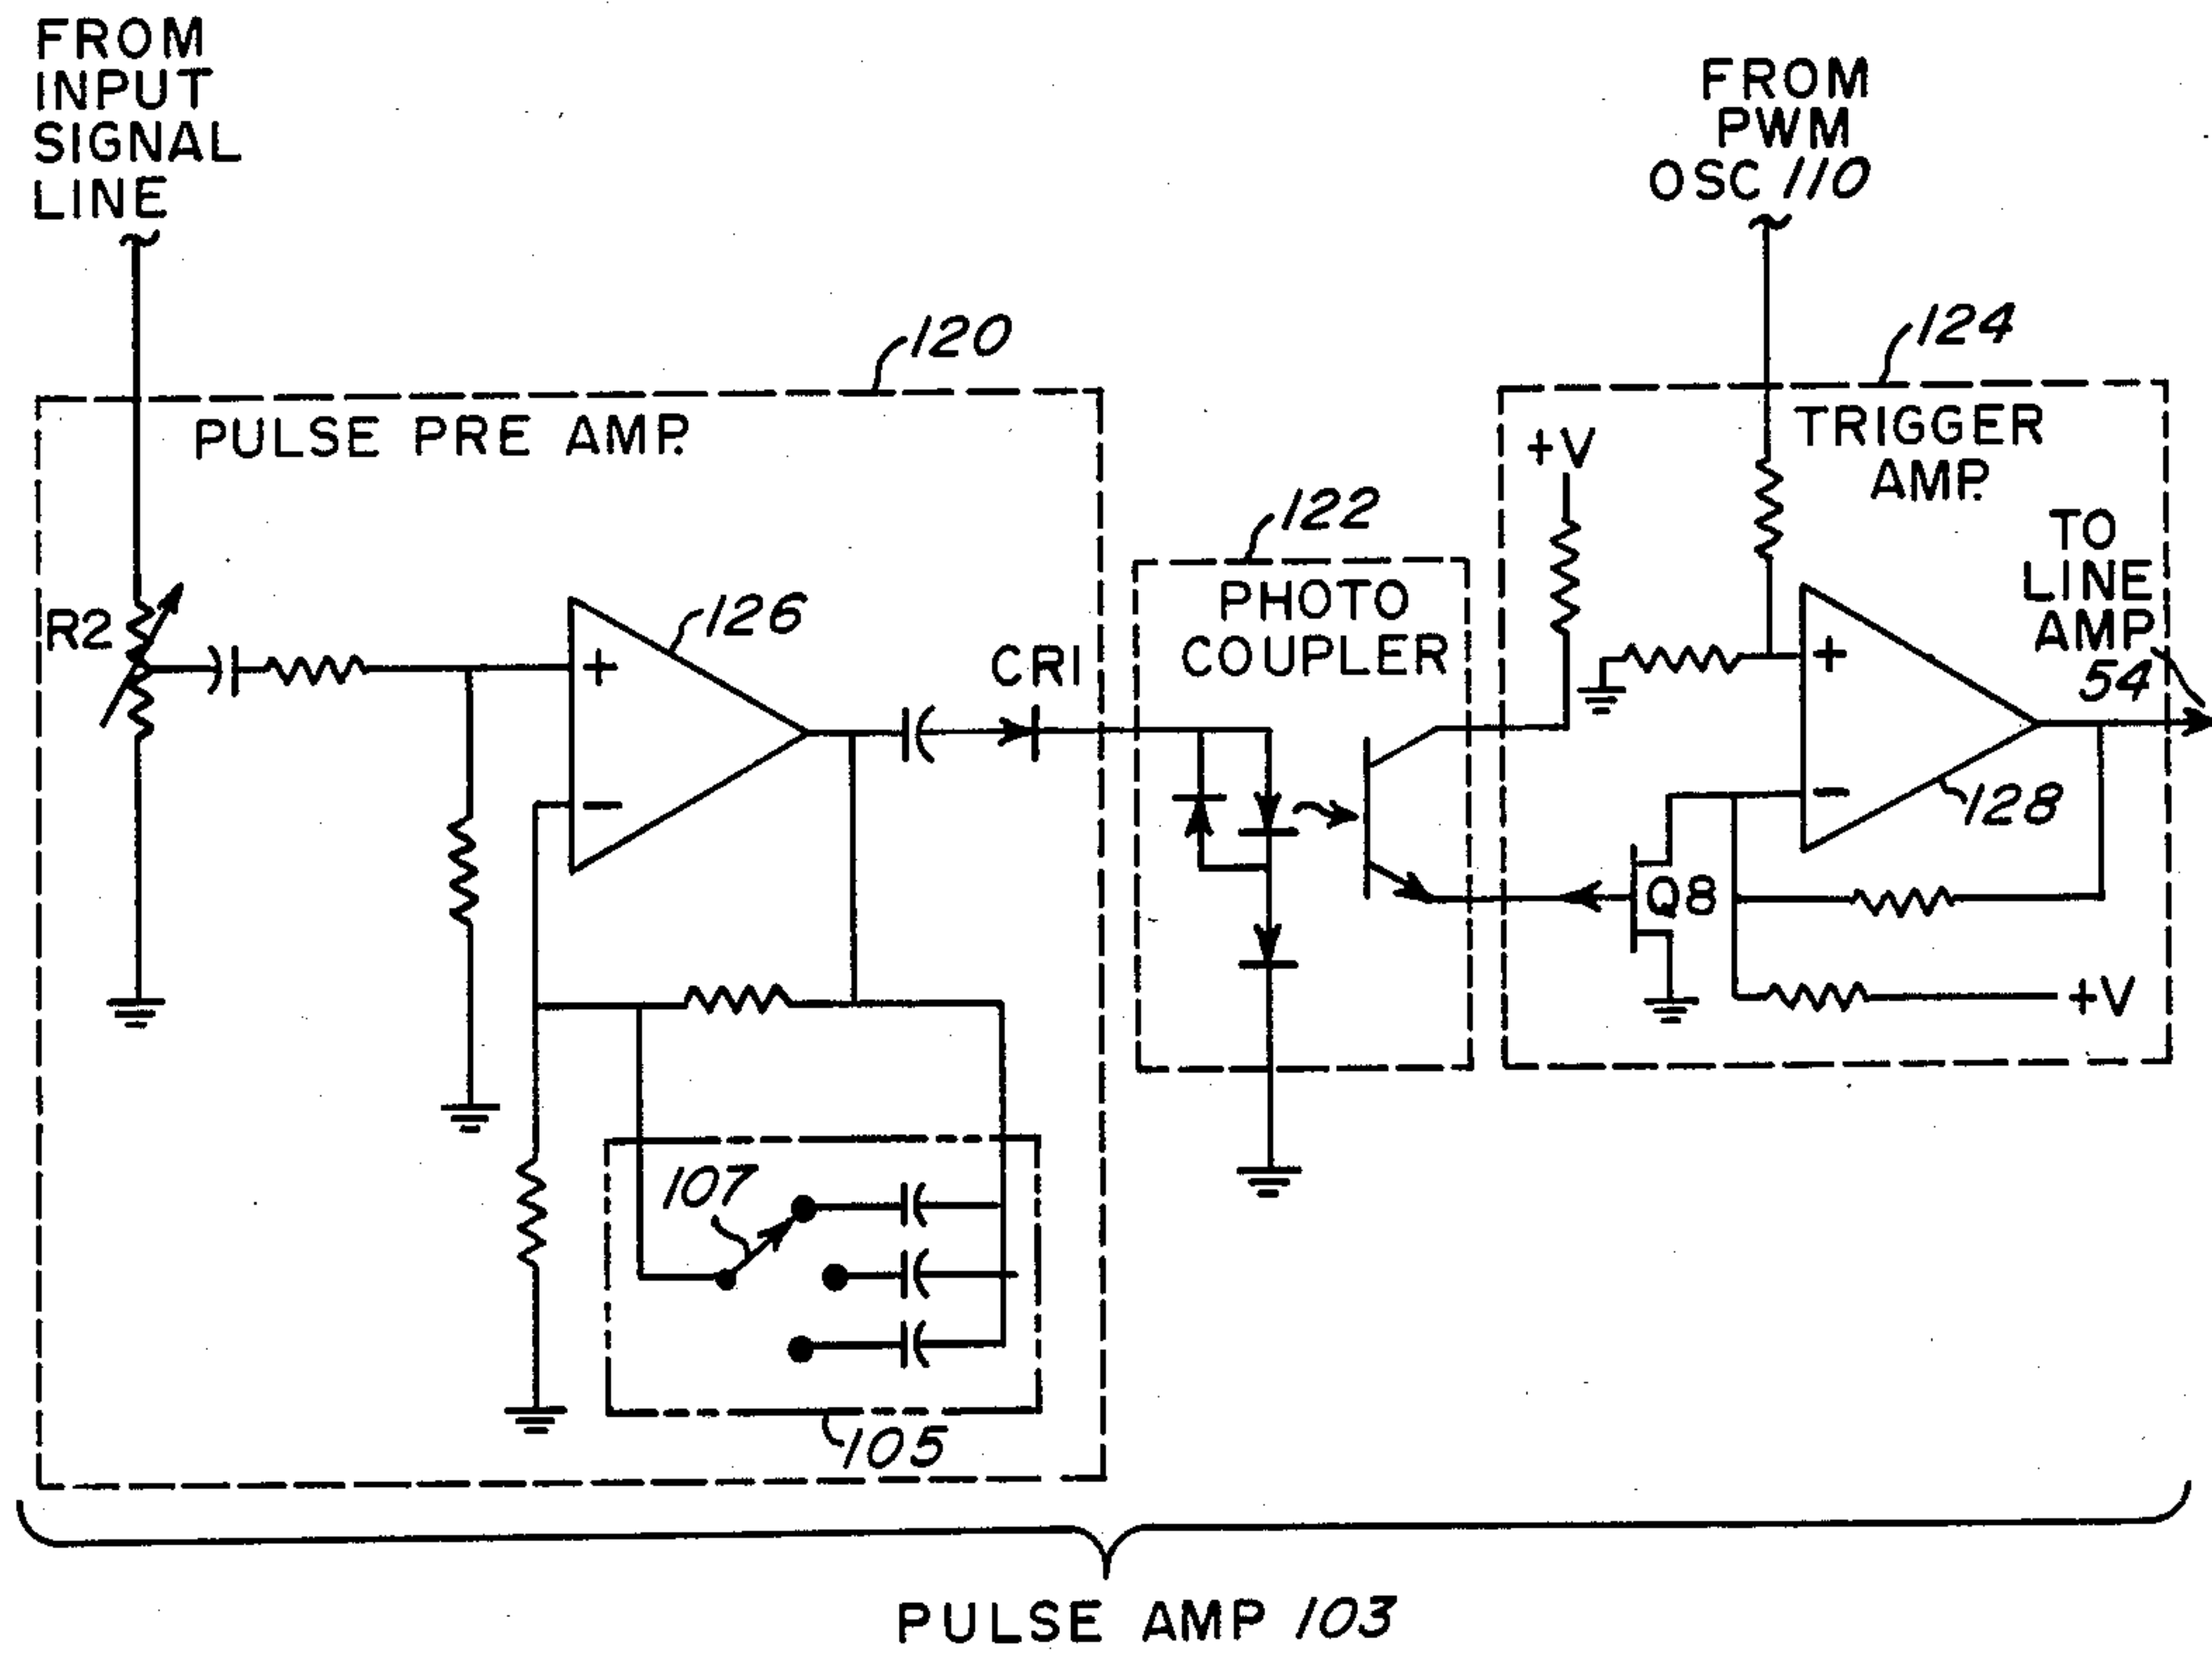 FROM
INPUT
SIGNAL
LINE
FROM
PWM
OSC 110
120
124
PULSE PRE AMP.
TRIGGER
AMP.
+V
122
TO
LINE
AMP
54
R2
126
PHOTO
COUPLER
+
+
CR1
-
-
128
Q8
+V
107
105
PULSE AMP 103